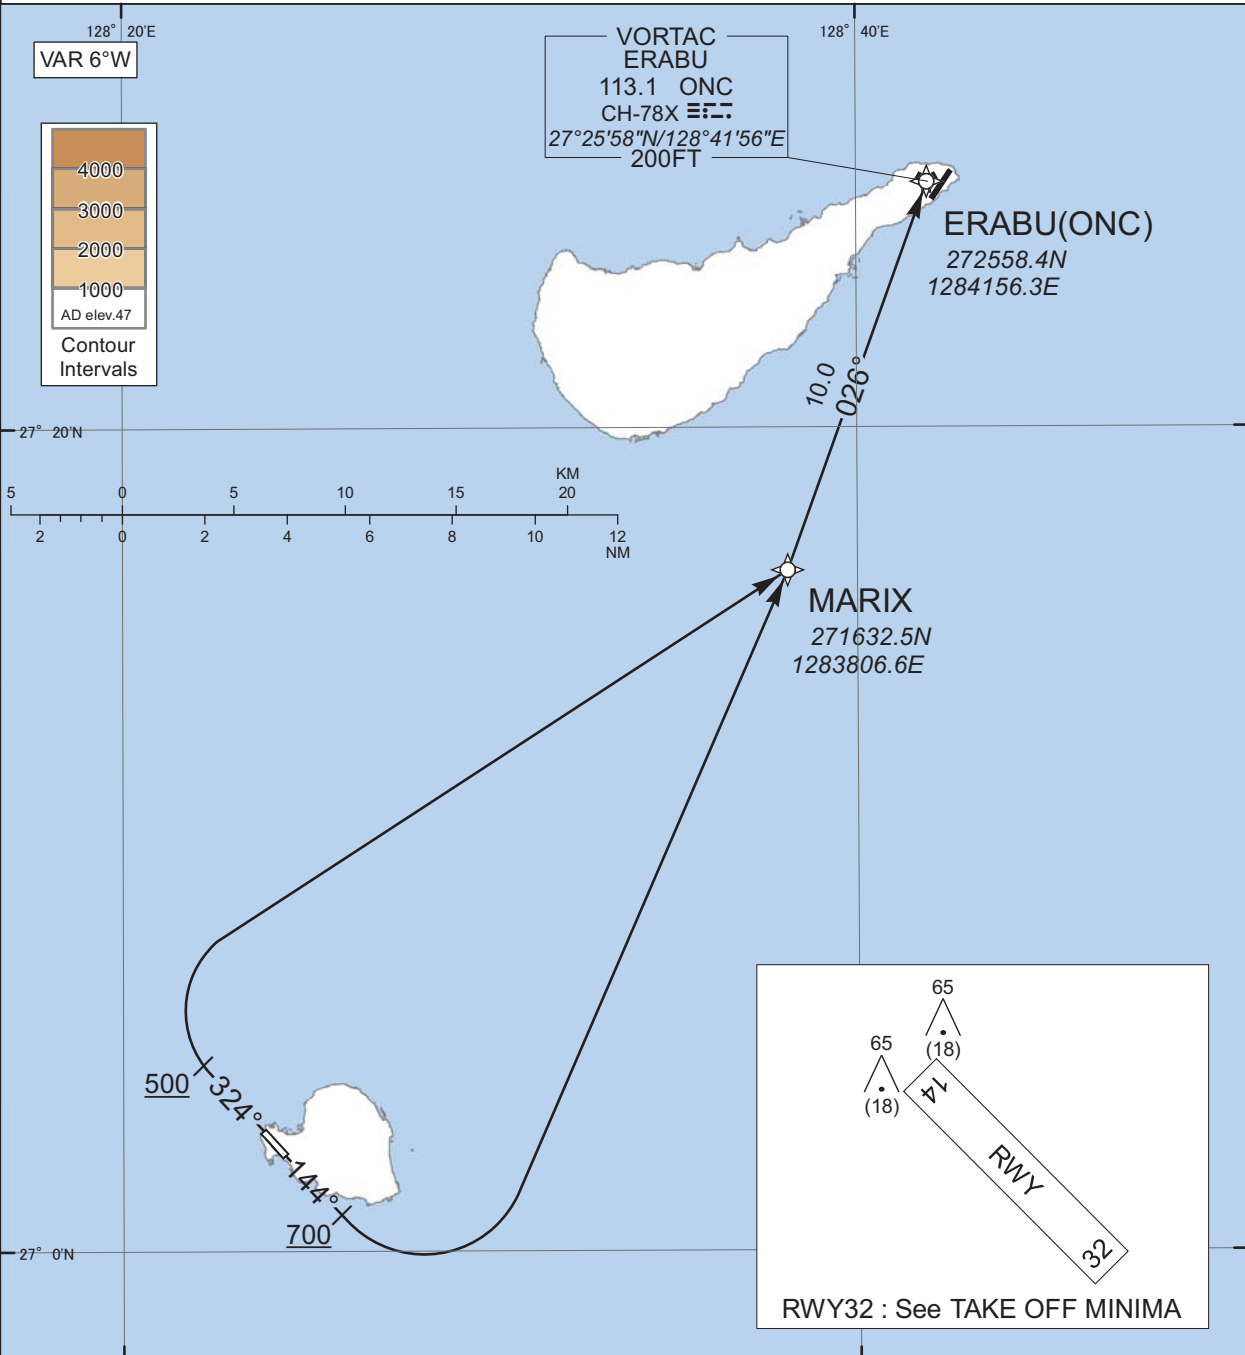 128° 20'E
128° 40'E
VAR 6°W
VORTAC
ERABU
113.1 ONC
CH-78X
27°25'58"N/128°41'56"E
200FT
4000
3000
2000
1000
AD elev.47
Contour
Intervals
ERABU(ONC)
272558.4N
1284156.3E
10.0
026°
27° 20'N
KM
5 0 5 10 15 20
2 0 2 4 6 8 10 12
NM
MARIX
271632.5N
1283806.6E
500
324°
144°
700
27° 0'N
65
(18)
65
(18)
14
RWY
32
RWY32 : See TAKE OFF MINIMA